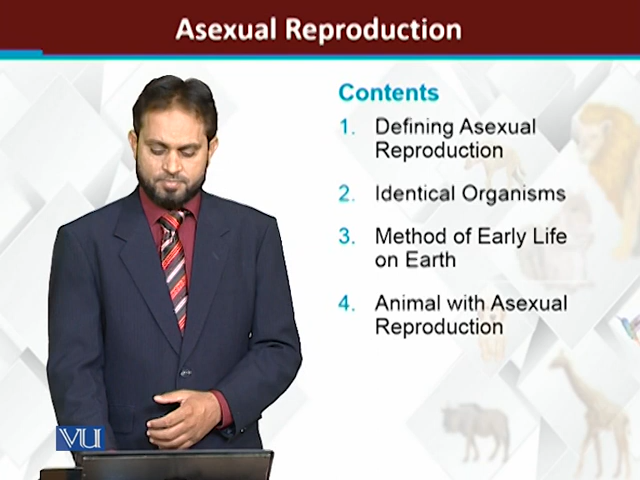 Asexual Reproduction
Contents
1. Defining Asexual
Reproduction
2. Identical Organisms
3. Method of Early Life
on Earth
4. Animal with Asexual
Reproduction
VU